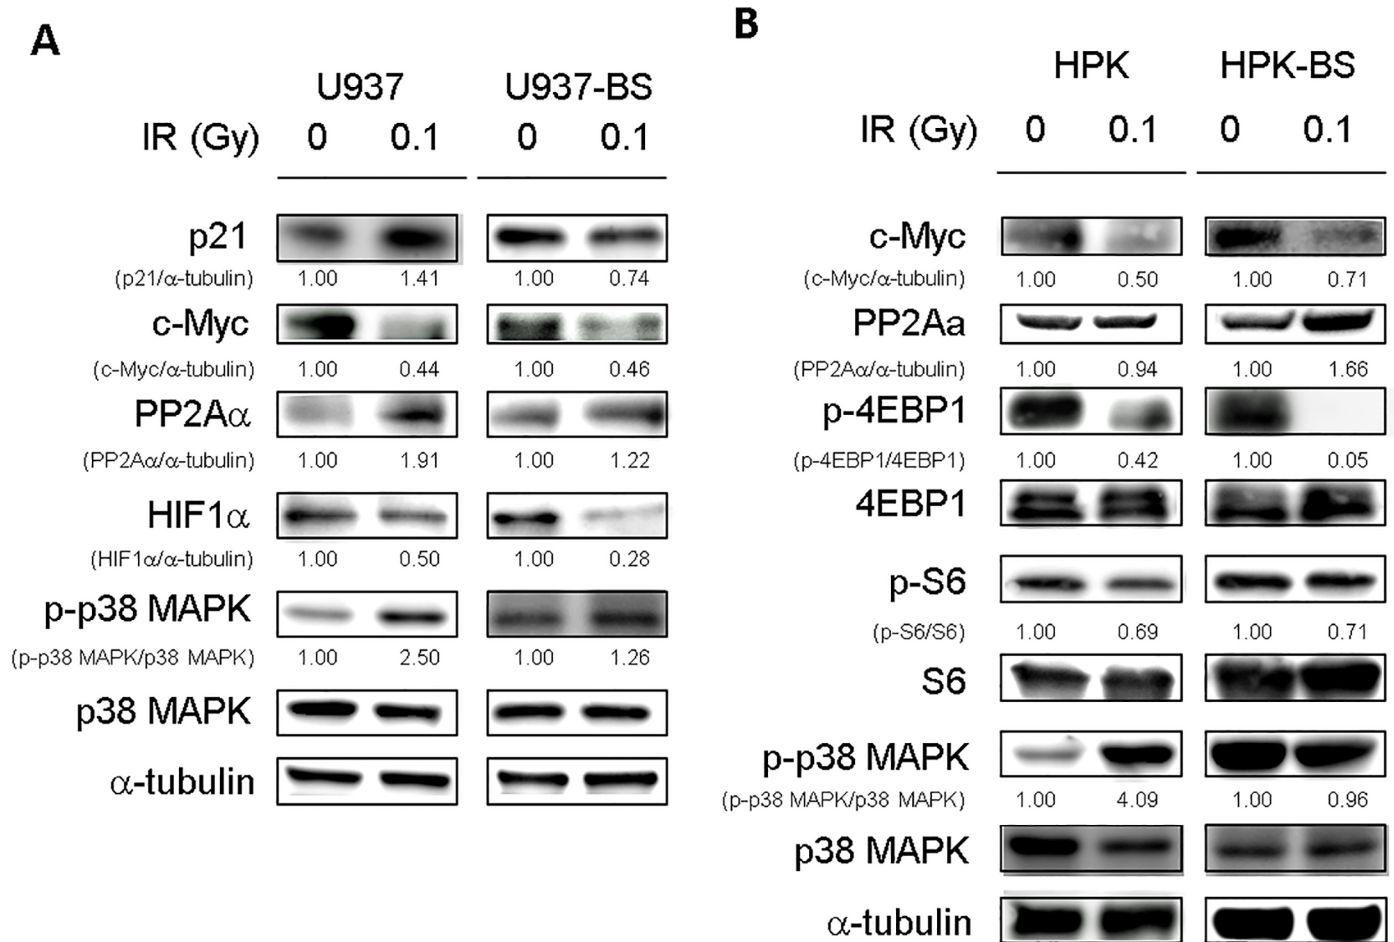 A
U937 U937-BS
IR (Gy) 0 0.1 0 0.1
p21
(p21/α-tubulin) 1.00 1.41 1.00 0.74
c-Myc
(c-Myc/α-tubulin) 1.00 0.44 1.00 0.46
PP2Aα
(PP2Aα/α-tubulin) 1.00 1.91 1.00 1.22
HIF1α
(HIF1α/α-tubulin) 1.00 0.50 1.00 0.28
p-p38 MAPK
(p-p38 MAPK/p38 MAPK) 1.00 2.50 1.00 1.26
p38 MAPK
α-tubulin
B
HPK HPK-BS
IR (Gy) 0 0.1 0 0.1
c-Myc
(c-Myc/α-tubulin) 1.00 0.50 1.00 0.71
PP2Aa
(PP2Aα/α-tubulin) 1.00 0.94 1.00 1.66
p-4EBP1
(p-4EBP1/4EBP1) 1.00 0.42 1.00 0.05
4EBP1
p-S6
(p-S6/S6) 1.00 0.69 1.00 0.71
S6
p-p38 MAPK
(p-p38 MAPK/p38 MAPK) 1.00 4.09 1.00 0.96
p38 MAPK
α-tubulin